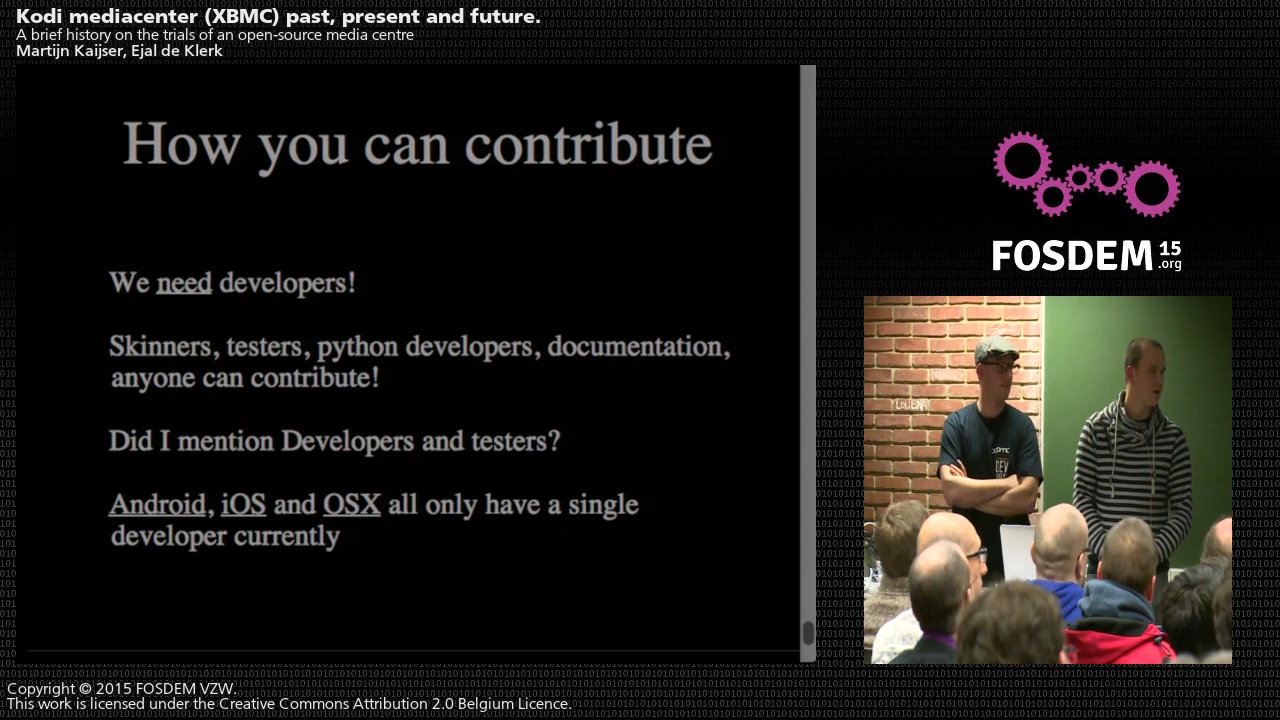 Kodi mediacenter (XBMC) past, present and future.
A brief history on the trials of an open-source media centre
Martijn Kaijser, Ejal de Klerk
How you can contribute
We need developers!
Skinners, testers, python developers, documentation,
anyone can contribute!
Did I mention Developers and testers?
Android, iOS and OSX all only have a single
developer currently
FOSDEM 15
.org
Copyright © 2015 FOSDEM VZW.
This work is licensed under the Creative Commons Attribution 2.0 Belgium Licence.